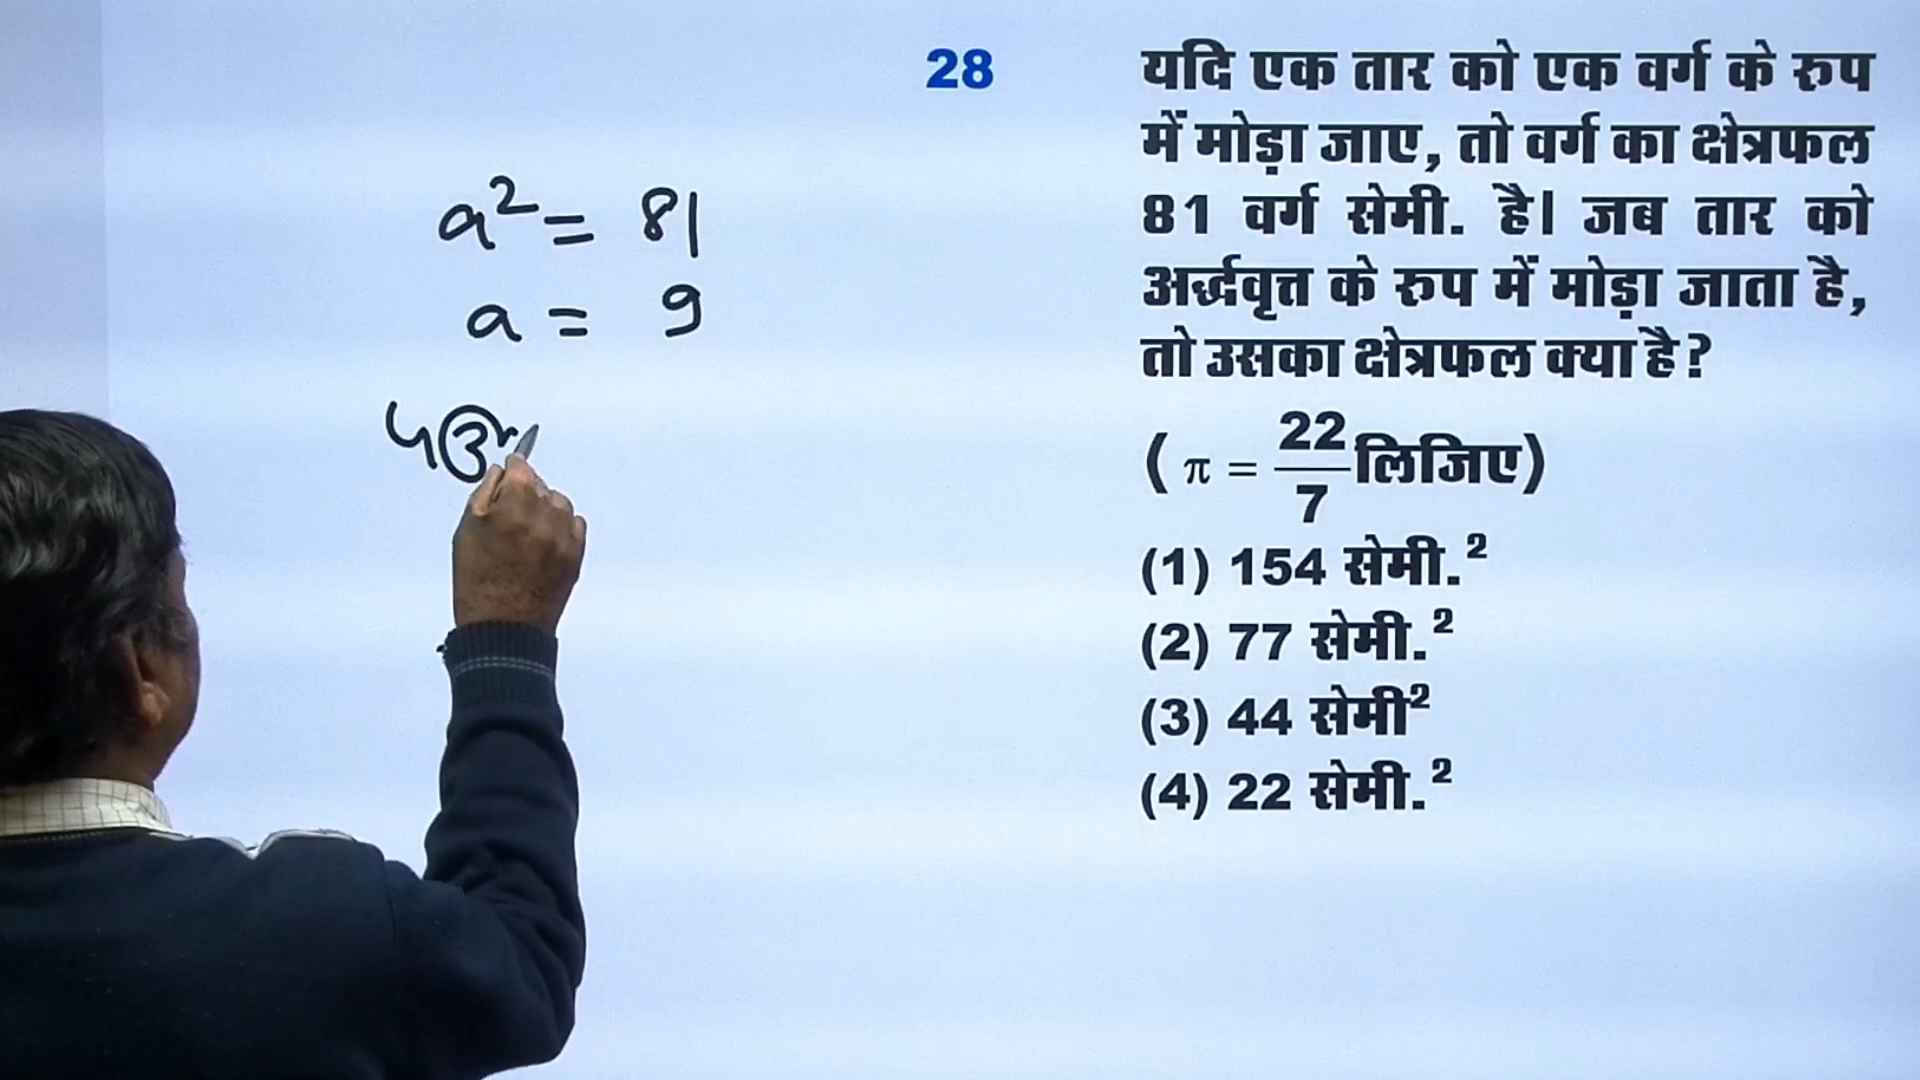 28
यदि एक तार को एक वर्ग के रुप
में मोड़ा जाए, तो वर्ग का क्षेत्रफल
81 वर्ग सेमी. है। जब तार को
अर्द्धवृत्त के रुप में मोड़ा जाता है,
तो उसका क्षेत्रफल क्या है?
( π = 22/7 लिजिए)
(1) 154 सेमी.²
(2) 77 सेमी.²
(3) 44 सेमी²
(4) 22 सेमी.²
a² = 81
a = 9